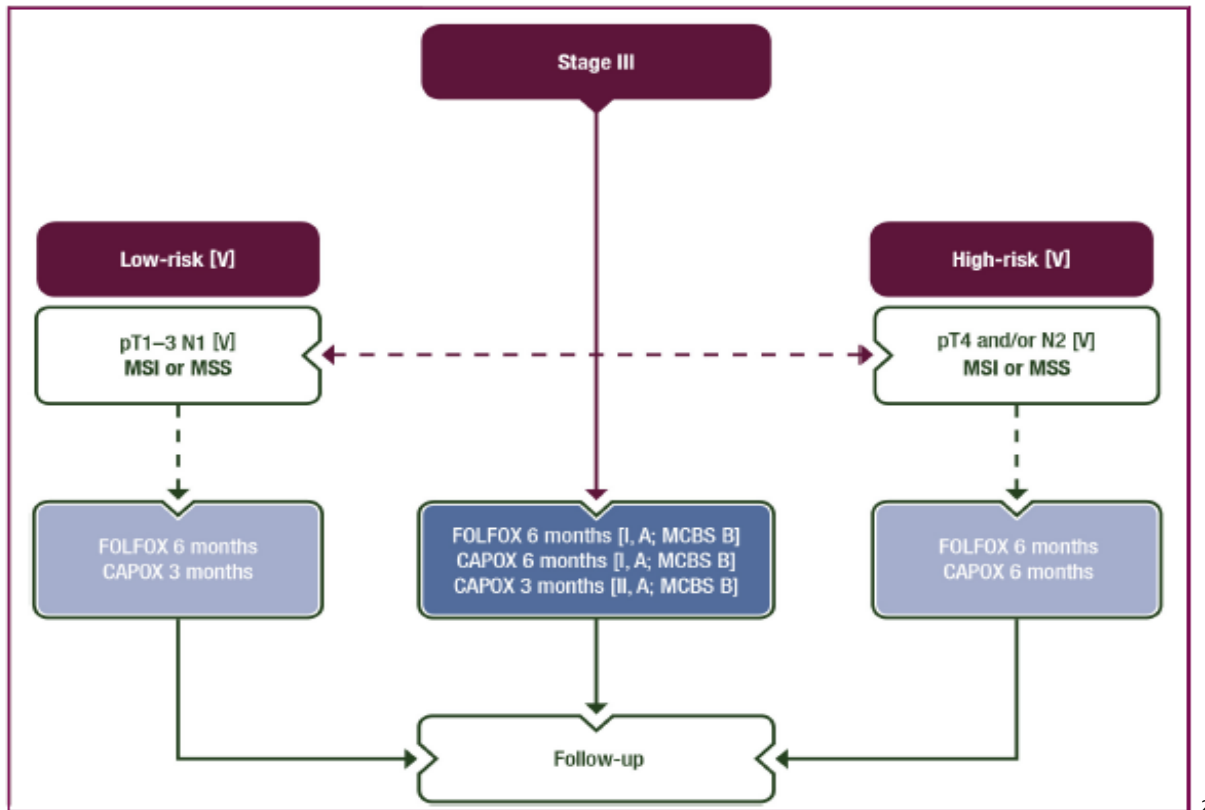 Stage III
Low-risk [V]
High-risk [V]
pT1–3 N1 [V]
MSI or MSS
pT4 and/or N2 [V]
MSI or MSS
FOLFOX 6 months
CAPOX 3 months
FOLFOX 6 months [I, A; MCBS B]
CAPOX 6 months [I, A; MCBS B]
CAPOX 3 months [II, A; MCBS B]
FOLFOX 6 months
CAPOX 6 months
Follow-up